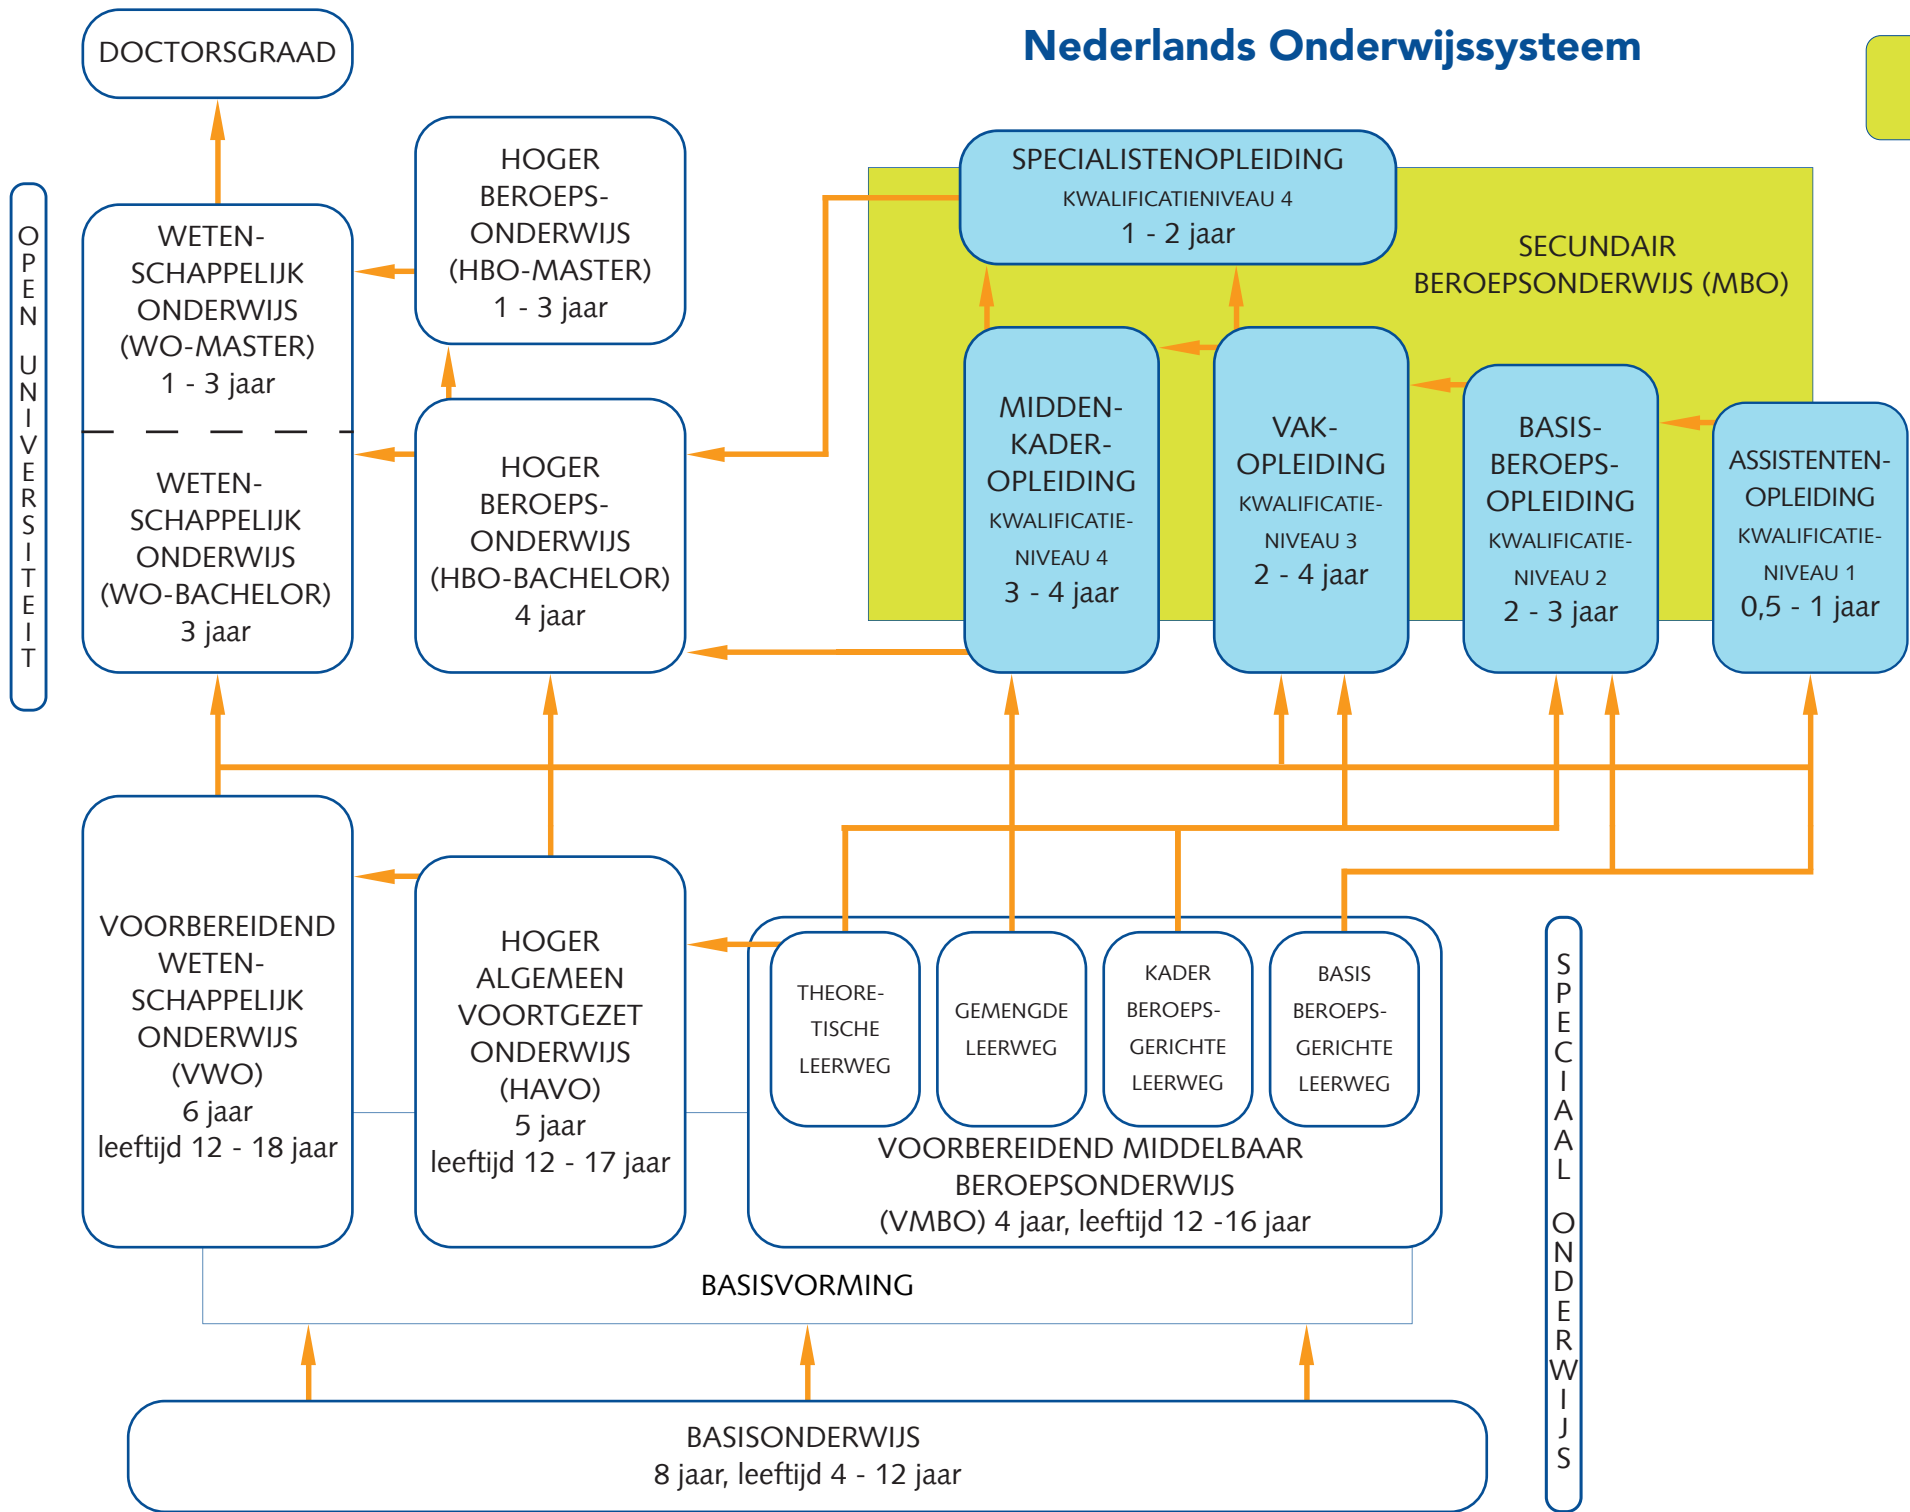 Nederlands Onderwijssysteem
DOCTORSGRAAD
OPEN UNIVERSITEIT
WETEN-
SCHAPPELIJK
ONDERWIJS
(WO-MASTER)
1 - 3 jaar
WETEN-
SCHAPPELIJK
ONDERWIJS
(WO-BACHELOR)
3 jaar
HOGER
BEROEPS-
ONDERWIJS
(HBO-MASTER)
1 - 3 jaar
HOGER
BEROEPS-
ONDERWIJS
(HBO-BACHELOR)
4 jaar
SPECIALISTENOPLEIDING
KWALIFICATIENIVEAU 4
1 - 2 jaar
SECUNDAIR
BEROEPSONDERWIJS (MBO)
MIDDEN-
KADER-
OPLEIDING
KWALIFICATIE-
NIVEAU 4
3 - 4 jaar
VAK-
OPLEIDING
KWALIFICATIE-
NIVEAU 3
2 - 4 jaar
BASIS-
BEROEPS-
OPLEIDING
KWALIFICATIE-
NIVEAU 2
2 - 3 jaar
ASSISTENTEN-
OPLEIDING
KWALIFICATIE-
NIVEAU 1
0,5 - 1 jaar
VOORBEREIDEND
WETEN-
SCHAPPELIJK
ONDERWIJS
(VWO)
6 jaar
leeftijd 12 - 18 jaar
HOGER
ALGEMEEN
VOORTGEZET
ONDERWIJS
(HAVO)
5 jaar
leeftijd 12 - 17 jaar
THEORE-
TISCHE
LEERWEG
GEMENGDE
LEERWEG
KADER
BEROEPS-
GERICHTE
LEERWEG
BASIS
BEROEPS-
GERICHTE
LEERWEG
VOORBEREIDEND MIDDELBAAR
BEROEPSONDERWIJS
(VMBO) 4 jaar, leeftijd 12 -16 jaar
SPECIAAL ONDERWIJS
BASISVORMING
BASISONDERWIJS
8 jaar, leeftijd 4 - 12 jaar